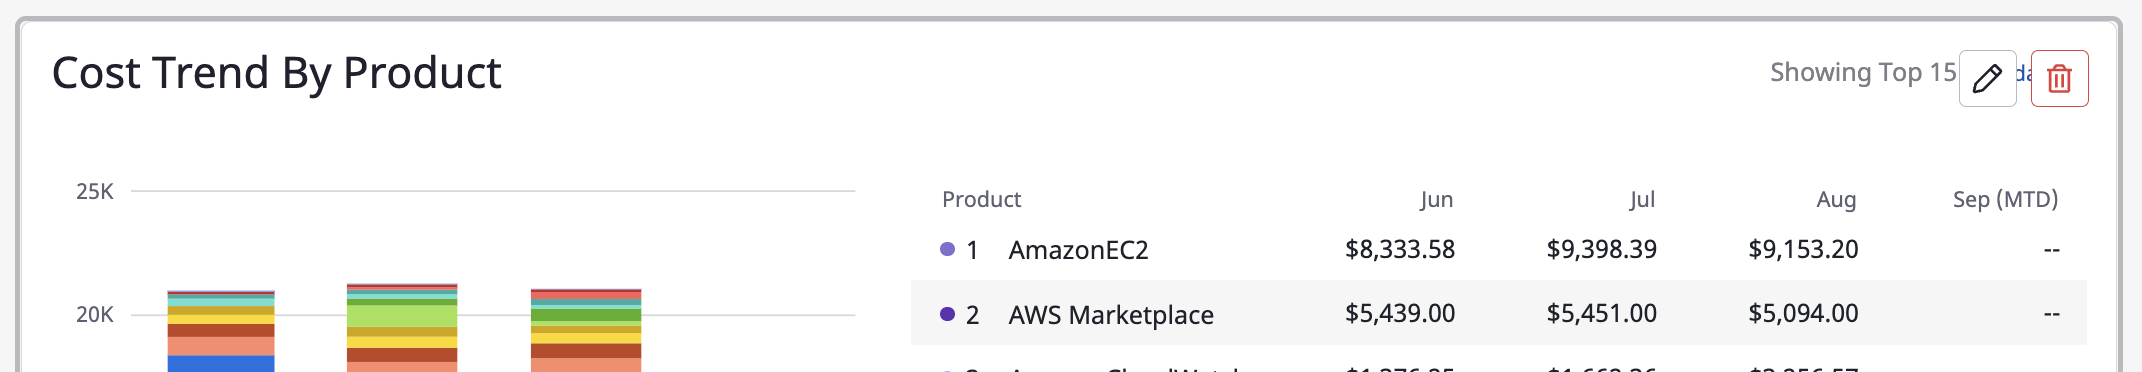 Cost Trend By Product
Showing Top 15
25K
20K
Product Jun Jul Aug Sep (MTD)
1 AmazonEC2 $8,333.58 $9,398.39 $9,153.20 --
2 AWS Marketplace $5,439.00 $5,451.00 $5,094.00 --